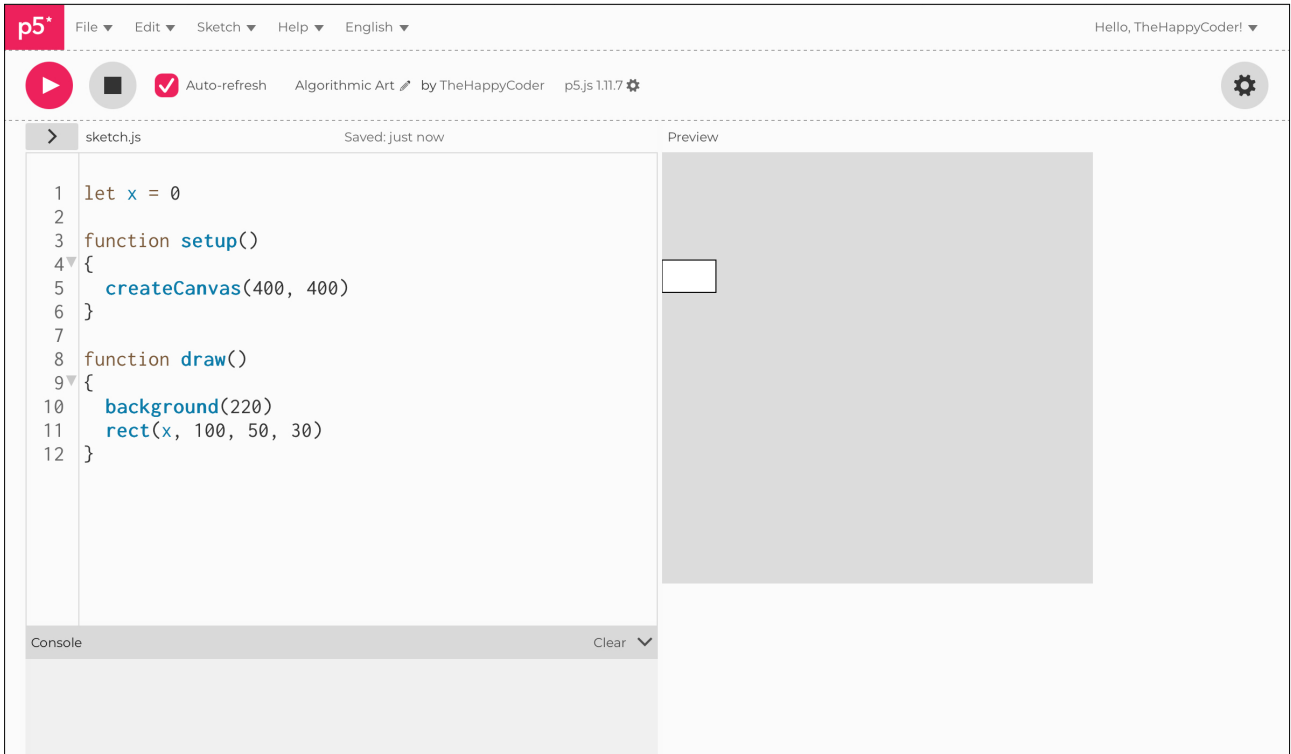 p5* File Edit Sketch Help English Hello, TheHappyCoder!
Auto-refresh Algorithmic Art by TheHappyCoder p5.js 1.11.7
sketch.js Saved: just now Preview
1 let x = 0
2
3 function setup()
4 {
5 createCanvas(400, 400)
6 }
7
8 function draw()
9 {
10 background(220)
11 rect(x, 100, 50, 30)
12 }
Console Clear